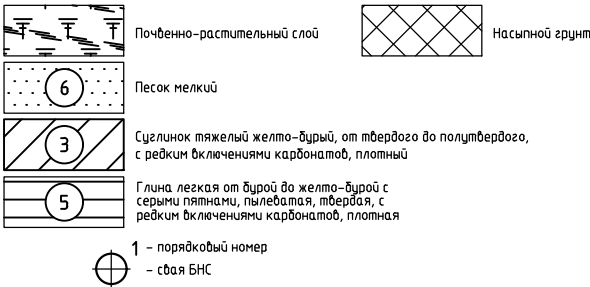 Почвенно-растительный слой
Насыпной грунт
6
Песок мелкий
3
Суглинок тяжелый желто-бурый, от твердого до полутвердого,
с редким включениями карбонатов, плотный
5
Глина легкая от бурой до желто-бурой с
серыми пятнами, пылеватая, твердая, с
редким включениями карбонатов, плотная
1 - порядковый номер
- свая БНС